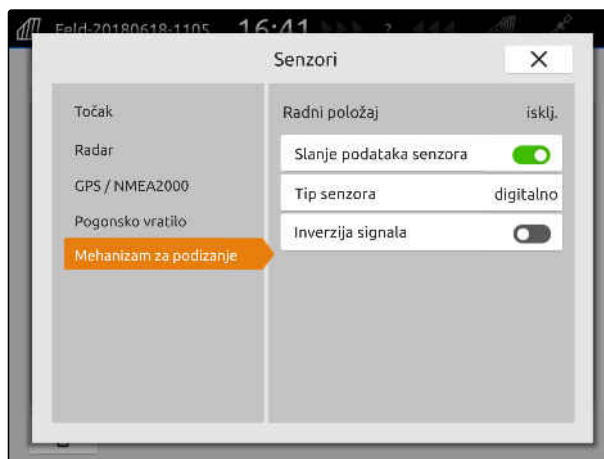 Feld-20180618-1105 16:41 2
Senzori
Točak
Radar
GPS / NMEA2000
Pogonsko vratilo
Mehanizam za podizanje
Radni položaj isklj.
Slanje podataka senzora
Tip senzora digitalno
Inverzija signala